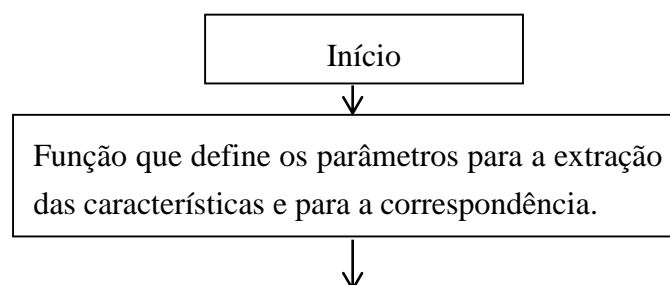 Início
Função que define os parâmetros para a extração
das características e para a correspondência.